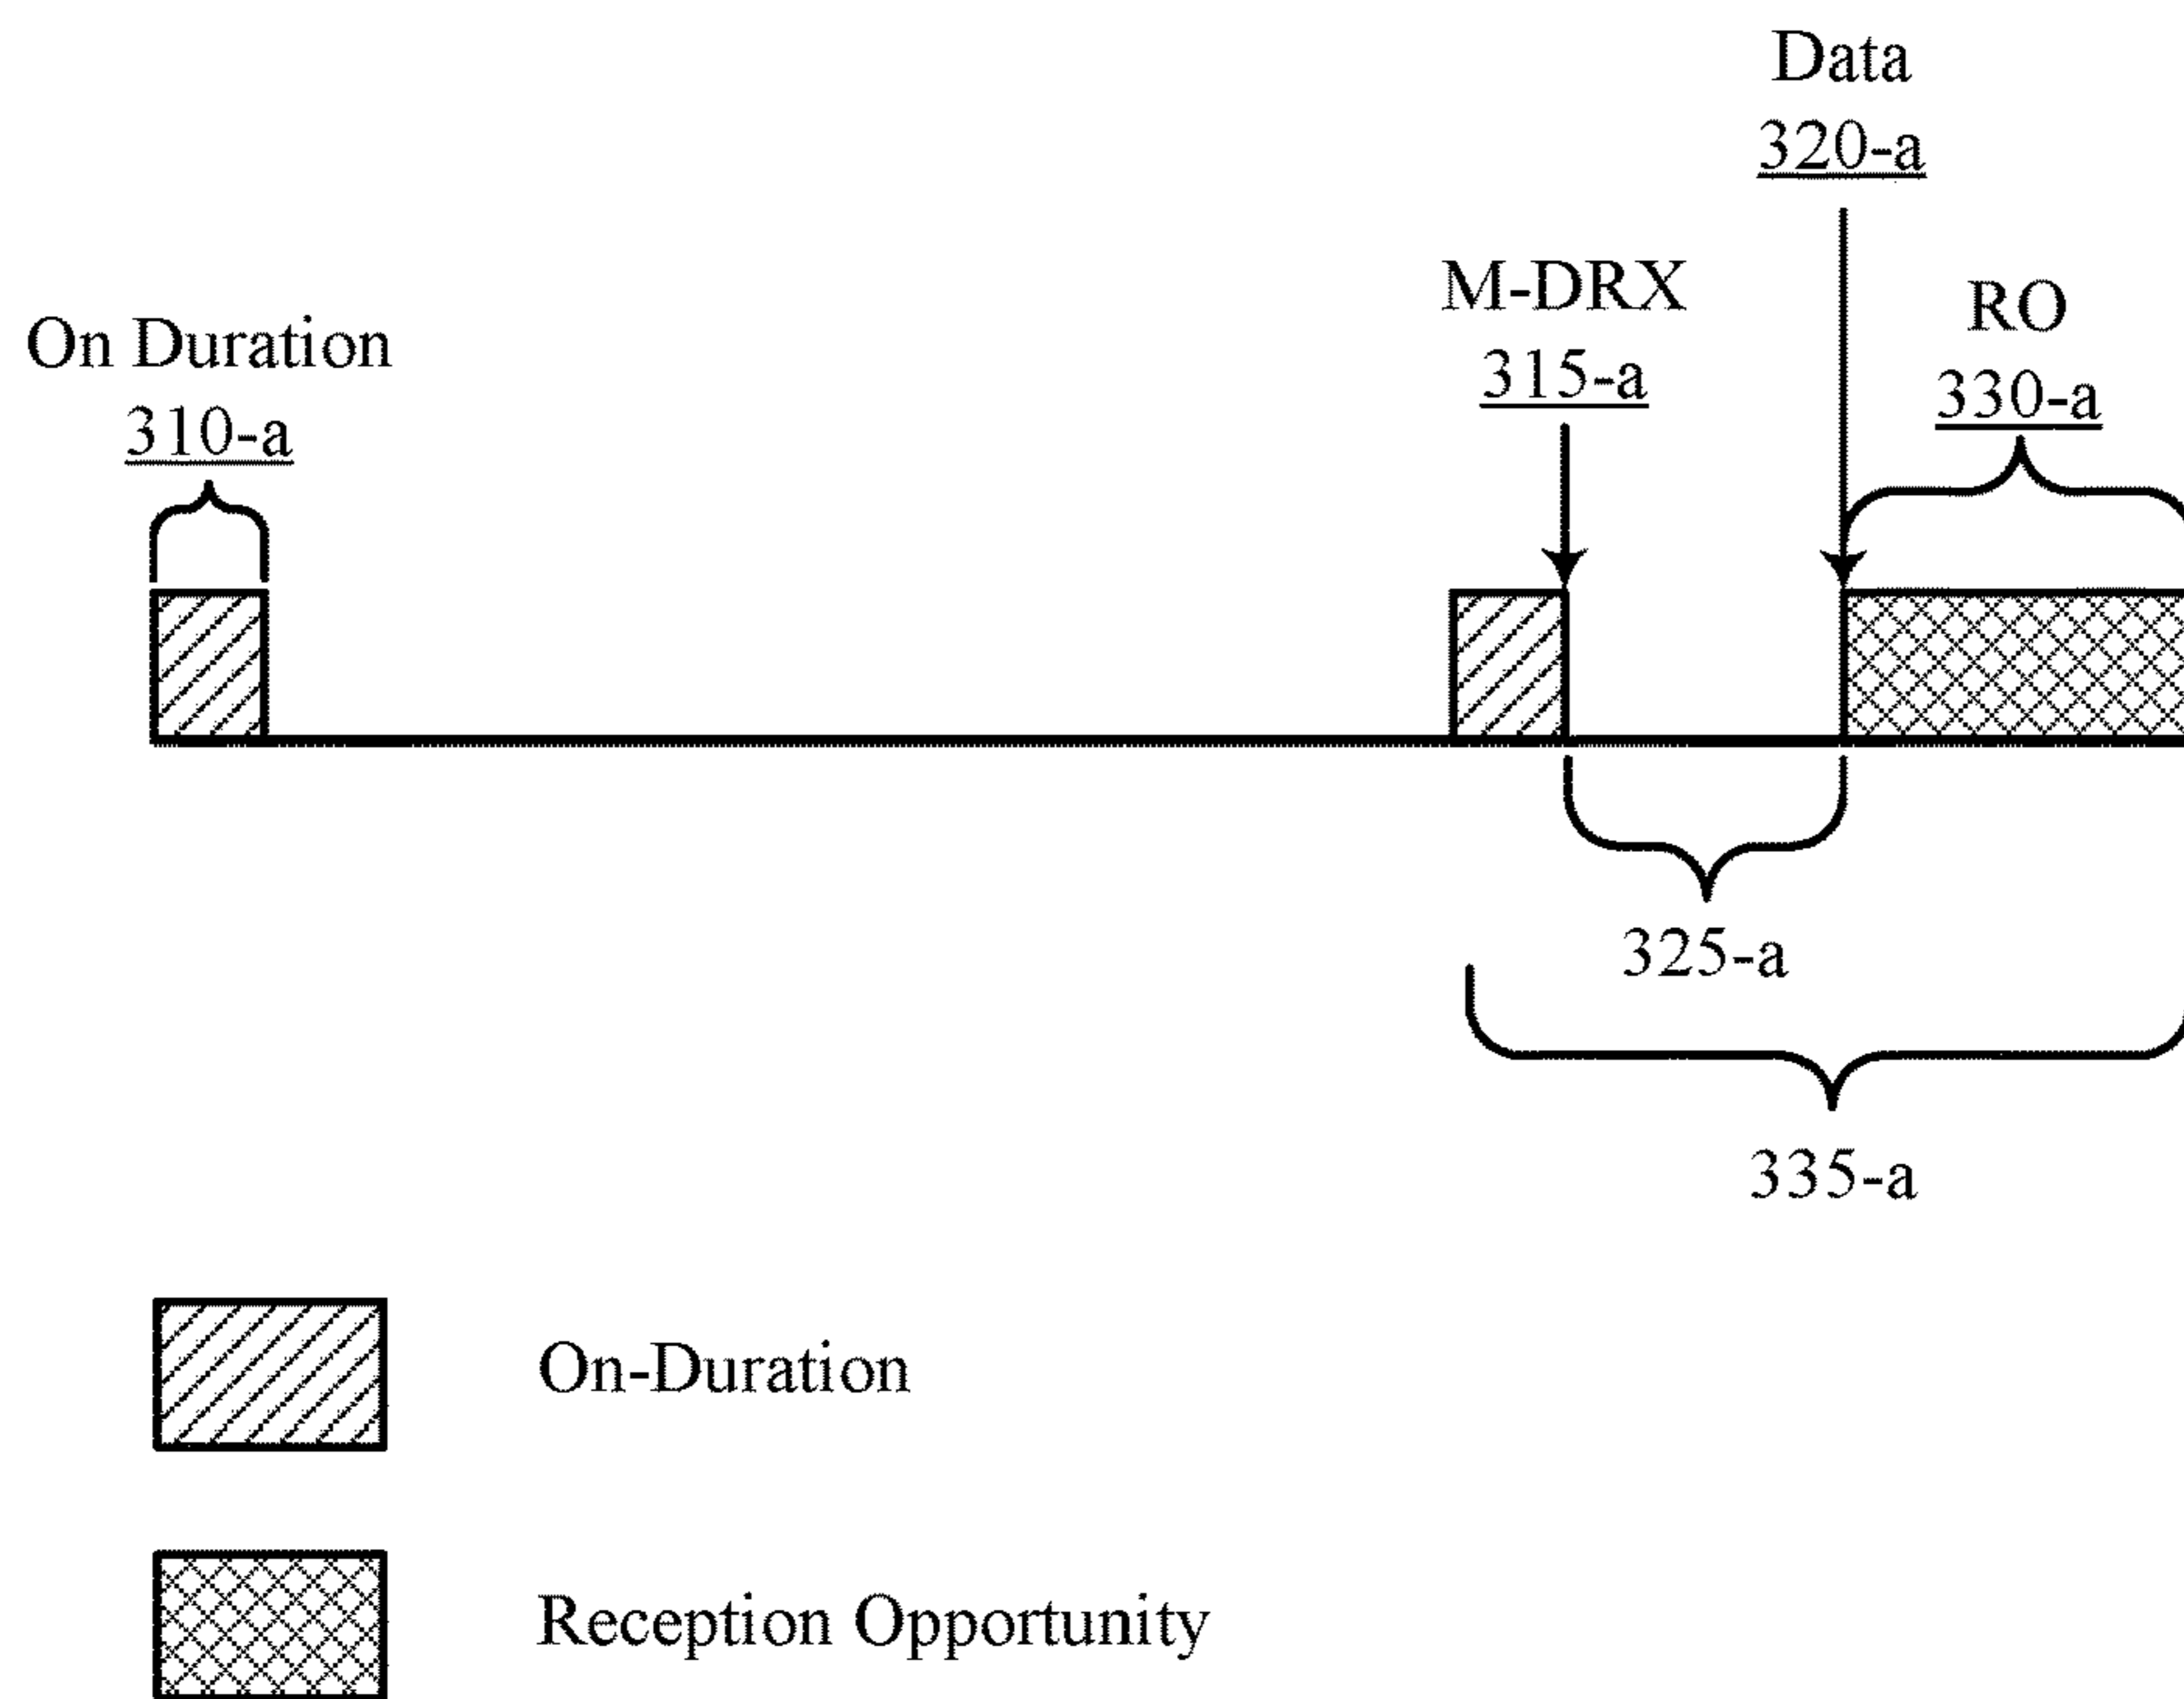 Data
320-a
M-DRX
315-a
RO
330-a
On Duration
310-a
325-a
335-a
On-Duration
Reception Opportunity